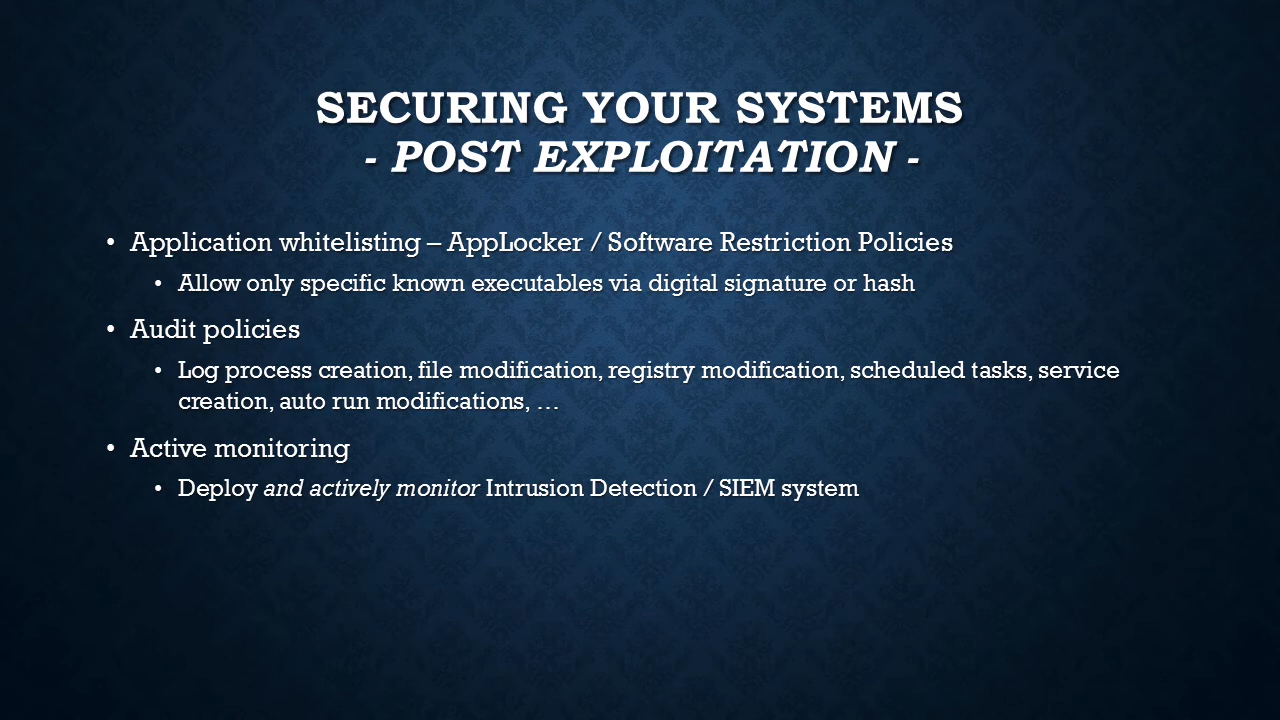 SECURING YOUR SYSTEMS
- POST EXPLOITATION -
• Application whitelisting – AppLocker / Software Restriction Policies
• Allow only specific known executables via digital signature or hash
• Audit policies
• Log process creation, file modification, registry modification, scheduled tasks, service
creation, auto run modifications, …
• Active monitoring
• Deploy and actively monitor Intrusion Detection / SIEM system